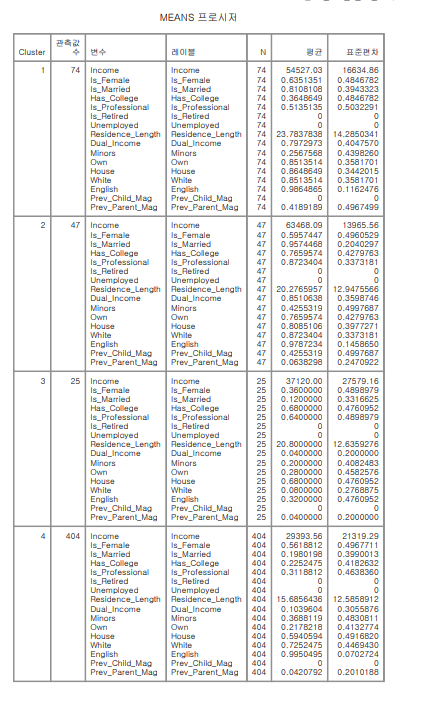 MEANS 프로시저
Cluster 관측값 수 변수 레이블 N 평균 표준편차
1 74 Income Income 74 54527.03 16634.86
Is_Female Is_Female 74 0.6351351 0.4846782
Is_Married Is_Married 74 0.8108108 0.3943323
Has_College Has_College 74 0.3648649 0.4846782
Is_Professional Is_Professional 74 0.5135135 0.5032291
Is_Retired Is_Retired 74 0 0
Unemployed Unemployed 74 0 0
Residence_Length Residence_Length 74 23.7837838 14.2850341
Dual_Income Dual_Income 74 0.7972973 0.4047570
Minors Minors 74 0.2567568 0.4398260
Own Own 74 0.8513514 0.3581701
House House 74 0.8648649 0.3442015
White White 74 0.8513514 0.3581701
English English 74 0.9864865 0.1162476
Prev_Child_Mag Prev_Child_Mag 74 0 0
Prev_Parent_Mag Prev_Parent_Mag 74 0.4189189 0.4967499
2 47 Income Income 47 63468.09 13965.56
Is_Female Is_Female 47 0.5957447 0.4960529
Is_Married Is_Married 47 0.9574468 0.2040297
Has_College Has_College 47 0.7659574 0.4279763
Is_Professional Is_Professional 47 0.8723404 0.3373181
Is_Retired Is_Retired 47 0 0
Unemployed Unemployed 47 0 0
Residence_Length Residence_Length 47 20.2765957 12.9475566
Dual_Income Dual_Income 47 0.8510638 0.3598746
Minors Minors 47 0.4255319 0.4997687
Own Own 47 0.7659574 0.4279763
House House 47 0.8085106 0.3977271
White White 47 0.8723404 0.3373181
English English 47 0.9787234 0.1458650
Prev_Child_Mag Prev_Child_Mag 47 0.4255319 0.4997687
Prev_Parent_Mag Prev_Parent_Mag 47 0.0638298 0.2470922
3 25 Income Income 25 37120.00 27579.16
Is_Female Is_Female 25 0.3600000 0.4898979
Is_Married Is_Married 25 0.1200000 0.3316625
Has_College Has_College 25 0.6800000 0.4760952
Is_Professional Is_Professional 25 0.6400000 0.4898979
Is_Retired Is_Retired 25 0 0
Unemployed Unemployed 25 0 0
Residence_Length Residence_Length 25 20.8000000 12.6359276
Dual_Income Dual_Income 25 0.0400000 0.2000000
Minors Minors 25 0.2000000 0.4082483
Own Own 25 0.2800000 0.4582576
House House 25 0.6800000 0.4760952
White White 25 0.0800000 0.2768875
English English 25 0.3200000 0.4760952
Prev_Child_Mag Prev_Child_Mag 25 0 0
Prev_Parent_Mag Prev_Parent_Mag 25 0.0400000 0.2000000
4 404 Income Income 404 29393.56 21319.29
Is_Female Is_Female 404 0.5618812 0.4967711
Is_Married Is_Married 404 0.1980198 0.3990013
Has_College Has_College 404 0.2252475 0.4182632
Is_Professional Is_Professional 404 0.3118812 0.4638360
Is_Retired Is_Retired 404 0 0
Unemployed Unemployed 404 0 0
Residence_Length Residence_Length 404 15.6856436 12.5858912
Dual_Income Dual_Income 404 0.1039604 0.3055876
Minors Minors 404 0.3688119 0.4830811
Own Own 404 0.2178218 0.4132774
House House 404 0.5940594 0.4916820
White White 404 0.7252475 0.4469430
English English 404 0.9950495 0.0702724
Prev_Child_Mag Prev_Child_Mag 404 0 0
Prev_Parent_Mag Prev_Parent_Mag 404 0.0420792 0.2010188